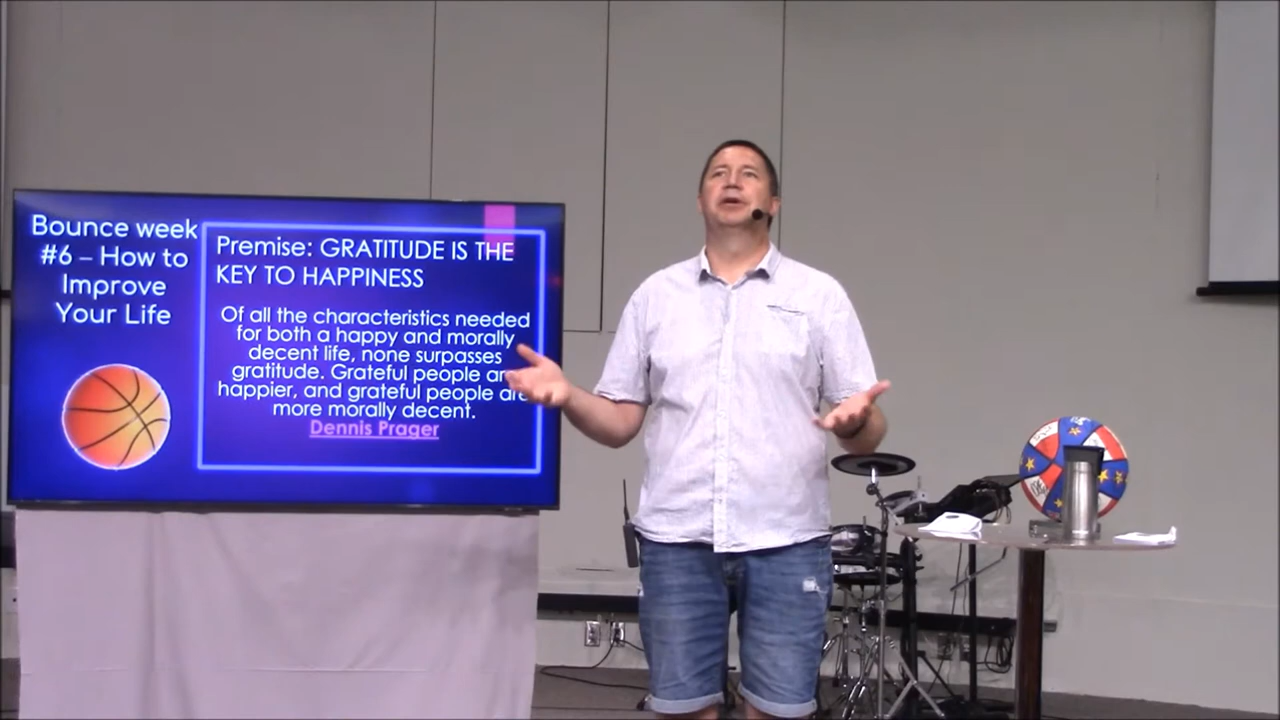 Bounce week
#6 – How to
Improve
Your Life
Premise: GRATITUDE IS THE
KEY TO HAPPINESS
Of all the characteristics needed
for both a happy and morally
decent life, none surpasses
gratitude. Grateful people are
happier, and grateful people are
more morally decent.
Dennis Prager